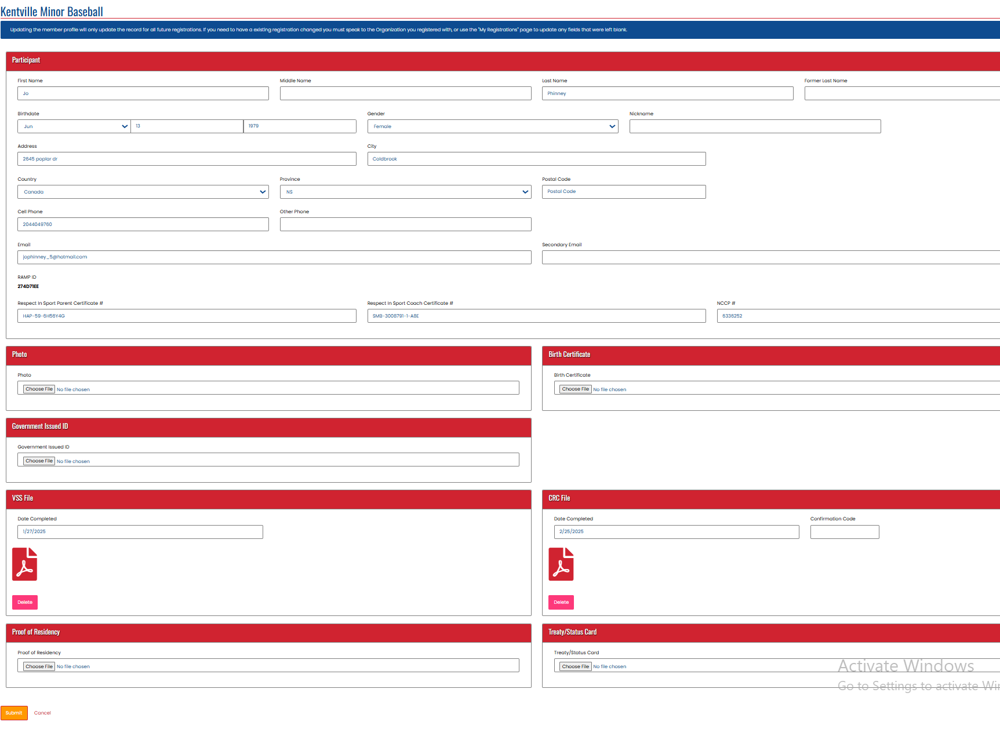 Kentville Minor Baseball
Updating the member profile will only update the record for all future registrations. If you need to have a existing registration changed you must speak to the Organization you registered with, or use the "My Registrations" page to update any fields that were left blank.
Participant
First Name Middle Name Last Name Former Last Name
Jo Phinney
Birthdate Gender Nickname
Jun 13 1979 Female
Address City
2645 poplar dr Coldbrook
Country Province Postal Code
Canada NS Postal Code
Cell Phone Other Phone
2044049760
Email Secondary Email
jophinney_5@hotmail.com
RAMP ID
274D71EE
Respect In Sport Parent Certificate # Respect In Sport Coach Certificate # NCCP #
HAP-59-6H56Y4G SMB-3008791-1-A8E 6336252
Photo Birth Certificate
Photo Birth Certificate
Choose File No file chosen Choose File No file chosen
Government Issued ID
Government Issued ID
Choose File No file chosen
VSS File CRC File
Date Completed Date Completed Confirmation Code
1/27/2025 2/25/2025
Delete Delete
Proof of Residency Treaty/Status Card
Proof of Residency Treaty/Status Card
Choose File No file chosen Choose File No file chosen
Activate Windows
Go to Settings to activate Wi
Submit Cancel